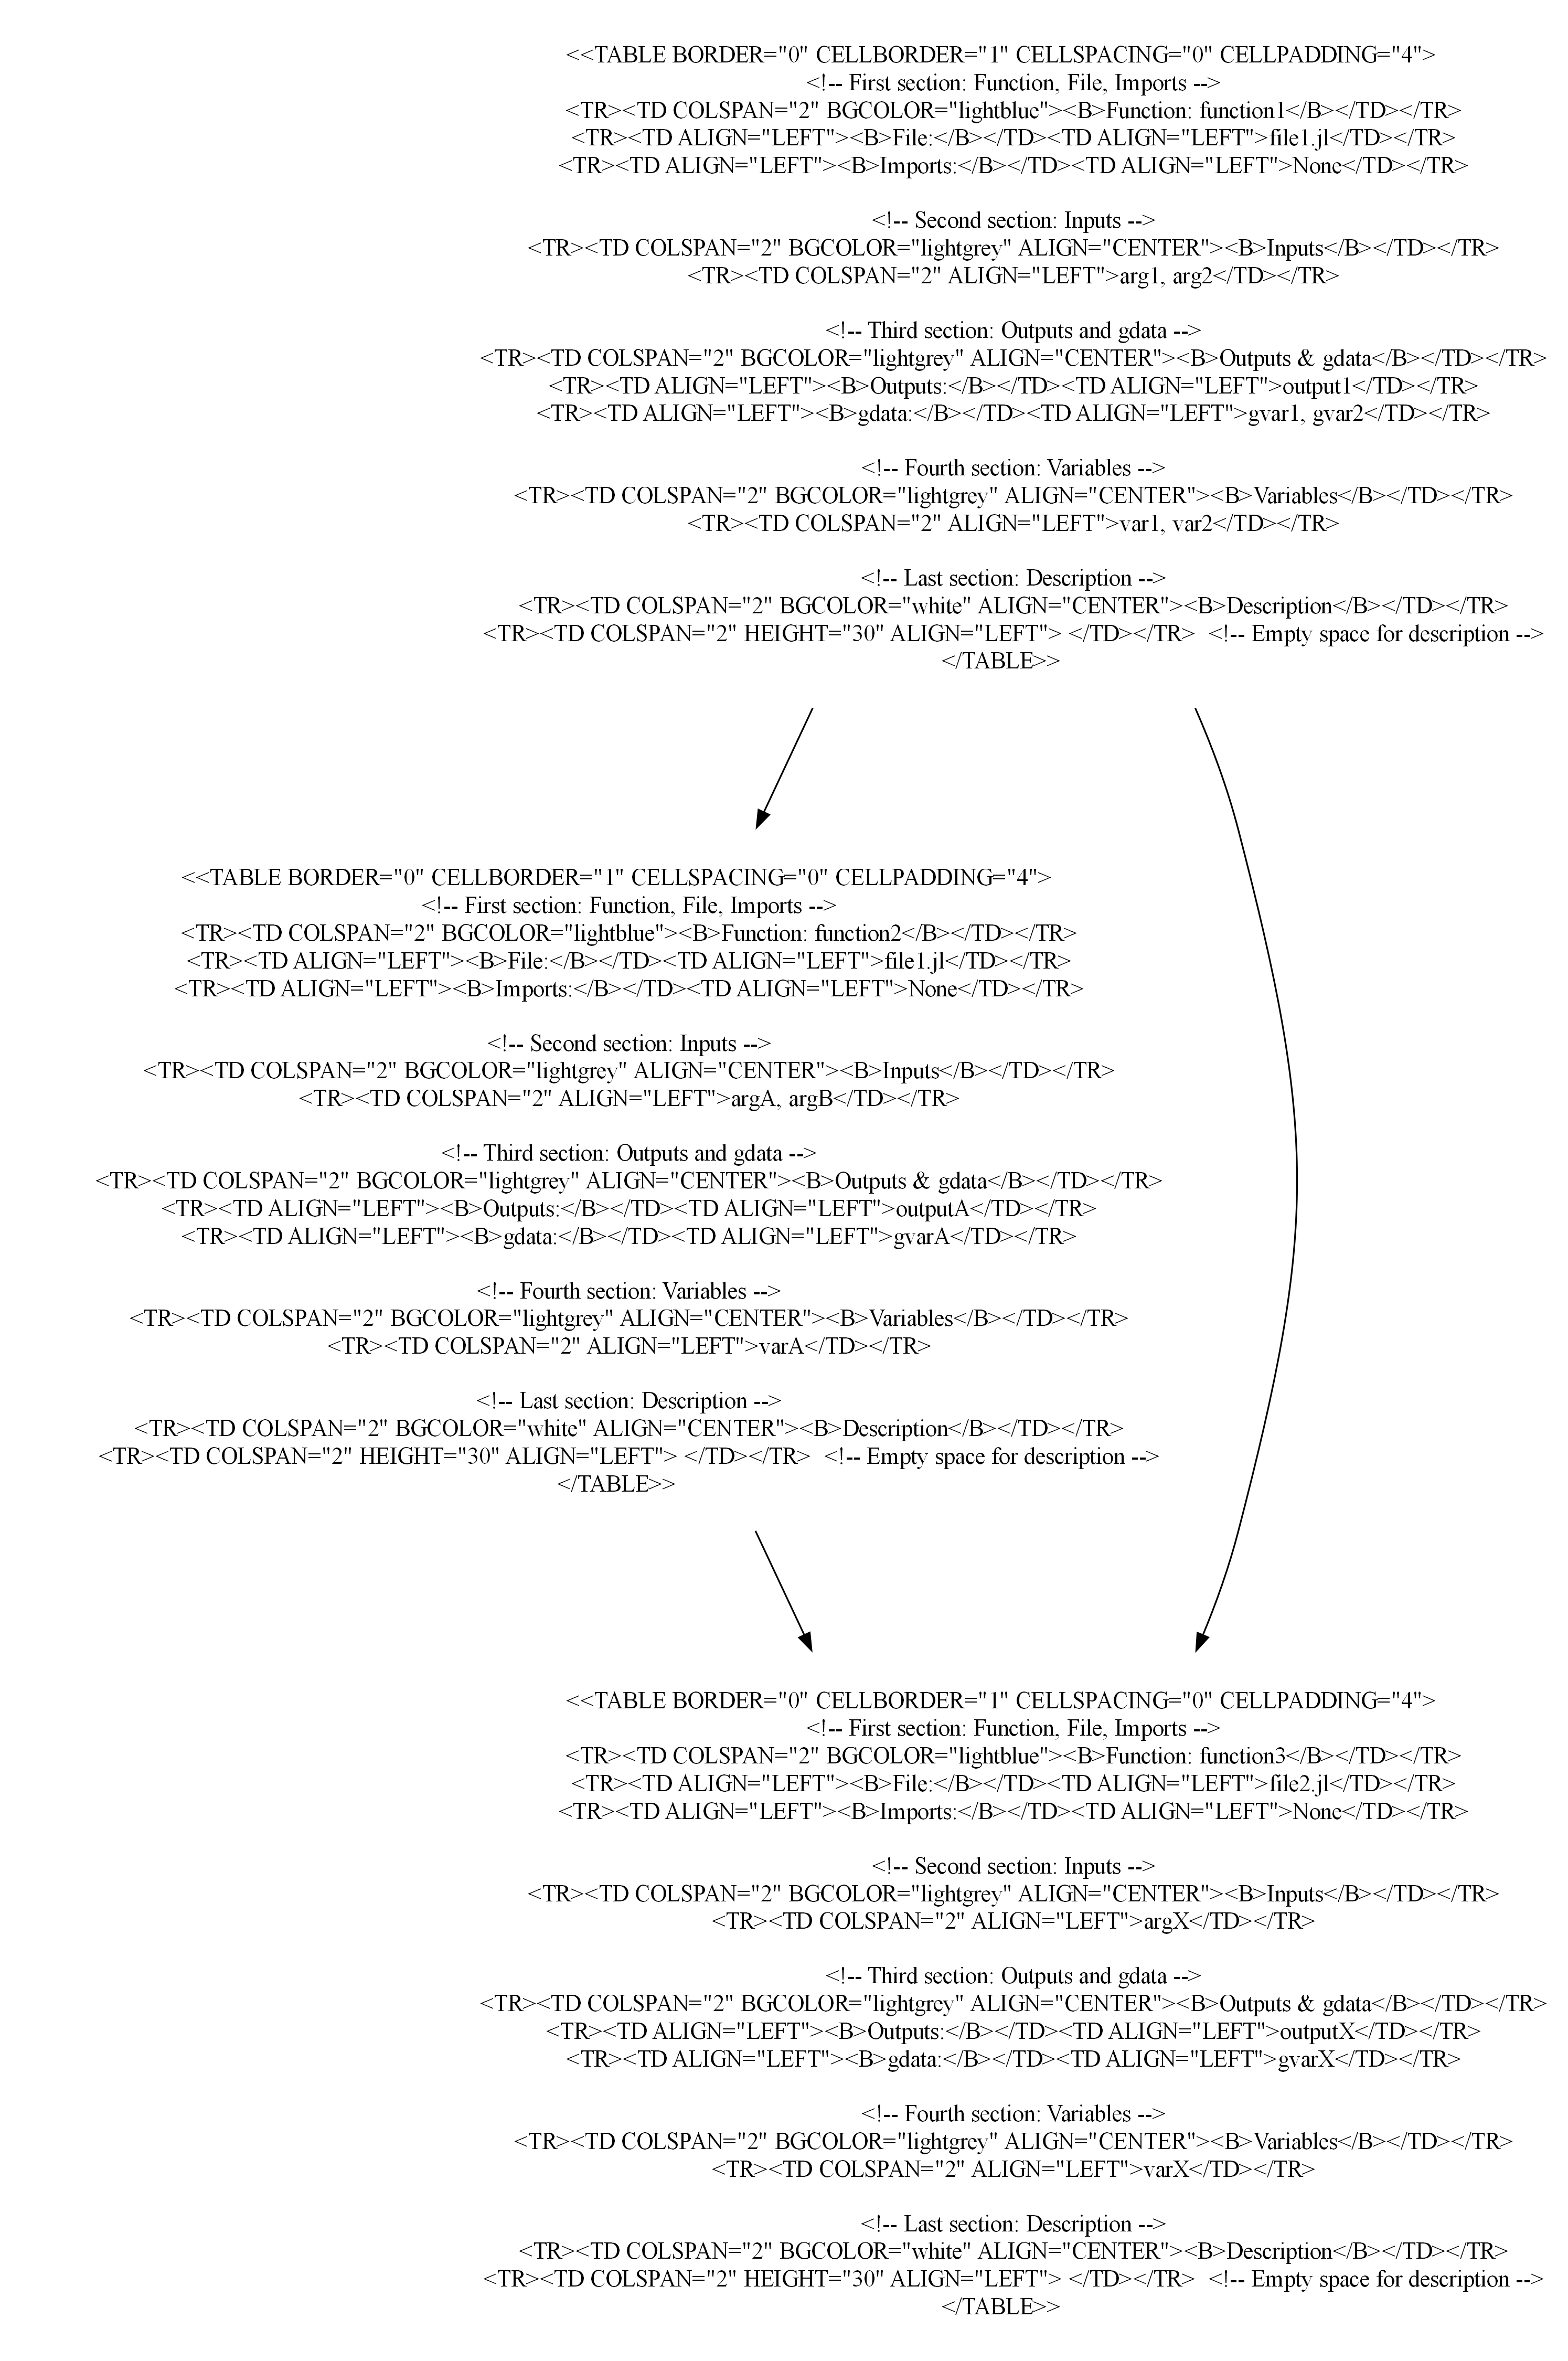 <<TABLE BORDER="0" CELLBORDER="1" CELLSPACING="0" CELLPADDING="4">
<!-- First section: Function, File, Imports -->
<TR><TD COLSPAN="2" BGCOLOR="lightblue"><B>Function: function1</B></TD></TR>
<TR><TD ALIGN="LEFT"><B>File:</B></TD><TD ALIGN="LEFT">file1.jl</TD></TR>
<TR><TD ALIGN="LEFT"><B>Imports:</B></TD><TD ALIGN="LEFT">None</TD></TR>
<!-- Second section: Inputs -->
<TR><TD COLSPAN="2" BGCOLOR="lightgrey" ALIGN="CENTER"><B>Inputs</B></TD></TR>
<TR><TD COLSPAN="2" ALIGN="LEFT">arg1, arg2</TD></TR>
<!-- Third section: Outputs and gdata -->
<TR><TD COLSPAN="2" BGCOLOR="lightgrey" ALIGN="CENTER"><B>Outputs & gdata</B></TD></TR>
<TR><TD ALIGN="LEFT"><B>Outputs:</B></TD><TD ALIGN="LEFT">output1</TD></TR>
<TR><TD ALIGN="LEFT"><B>gdata:</B></TD><TD ALIGN="LEFT">gvar1, gvar2</TD></TR>
<!-- Fourth section: Variables -->
<TR><TD COLSPAN="2" BGCOLOR="lightgrey" ALIGN="CENTER"><B>Variables</B></TD></TR>
<TR><TD COLSPAN="2" ALIGN="LEFT">var1, var2</TD></TR>
<!-- Last section: Description -->
<TR><TD COLSPAN="2" BGCOLOR="white" ALIGN="CENTER"><B>Description</B></TD></TR>
<TR><TD COLSPAN="2" HEIGHT="30" ALIGN="LEFT"> </TD></TR>  <!-- Empty space for description -->
</TABLE>>
<<TABLE BORDER="0" CELLBORDER="1" CELLSPACING="0" CELLPADDING="4">
<!-- First section: Function, File, Imports -->
<TR><TD COLSPAN="2" BGCOLOR="lightblue"><B>Function: function2</B></TD></TR>
<TR><TD ALIGN="LEFT"><B>File:</B></TD><TD ALIGN="LEFT">file1.jl</TD></TR>
<TR><TD ALIGN="LEFT"><B>Imports:</B></TD><TD ALIGN="LEFT">None</TD></TR>
<!-- Second section: Inputs -->
<TR><TD COLSPAN="2" BGCOLOR="lightgrey" ALIGN="CENTER"><B>Inputs</B></TD></TR>
<TR><TD COLSPAN="2" ALIGN="LEFT">argA, argB</TD></TR>
<!-- Third section: Outputs and gdata -->
<TR><TD COLSPAN="2" BGCOLOR="lightgrey" ALIGN="CENTER"><B>Outputs & gdata</B></TD></TR>
<TR><TD ALIGN="LEFT"><B>Outputs:</B></TD><TD ALIGN="LEFT">outputA</TD></TR>
<TR><TD ALIGN="LEFT"><B>gdata:</B></TD><TD ALIGN="LEFT">gvarA</TD></TR>
<!-- Fourth section: Variables -->
<TR><TD COLSPAN="2" BGCOLOR="lightgrey" ALIGN="CENTER"><B>Variables</B></TD></TR>
<TR><TD COLSPAN="2" ALIGN="LEFT">varA</TD></TR>
<!-- Last section: Description -->
<TR><TD COLSPAN="2" BGCOLOR="white" ALIGN="CENTER"><B>Description</B></TD></TR>
<TR><TD COLSPAN="2" HEIGHT="30" ALIGN="LEFT"> </TD></TR>  <!-- Empty space for description -->
</TABLE>>
<<TABLE BORDER="0" CELLBORDER="1" CELLSPACING="0" CELLPADDING="4">
<!-- First section: Function, File, Imports -->
<TR><TD COLSPAN="2" BGCOLOR="lightblue"><B>Function: function3</B></TD></TR>
<TR><TD ALIGN="LEFT"><B>File:</B></TD><TD ALIGN="LEFT">file2.jl</TD></TR>
<TR><TD ALIGN="LEFT"><B>Imports:</B></TD><TD ALIGN="LEFT">None</TD></TR>
<!-- Second section: Inputs -->
<TR><TD COLSPAN="2" BGCOLOR="lightgrey" ALIGN="CENTER"><B>Inputs</B></TD></TR>
<TR><TD COLSPAN="2" ALIGN="LEFT">argX</TD></TR>
<!-- Third section: Outputs and gdata -->
<TR><TD COLSPAN="2" BGCOLOR="lightgrey" ALIGN="CENTER"><B>Outputs & gdata</B></TD></TR>
<TR><TD ALIGN="LEFT"><B>Outputs:</B></TD><TD ALIGN="LEFT">outputX</TD></TR>
<TR><TD ALIGN="LEFT"><B>gdata:</B></TD><TD ALIGN="LEFT">gvarX</TD></TR>
<!-- Fourth section: Variables -->
<TR><TD COLSPAN="2" BGCOLOR="lightgrey" ALIGN="CENTER"><B>Variables</B></TD></TR>
<TR><TD COLSPAN="2" ALIGN="LEFT">varX</TD></TR>
<!-- Last section: Description -->
<TR><TD COLSPAN="2" BGCOLOR="white" ALIGN="CENTER"><B>Description</B></TD></TR>
<TR><TD COLSPAN="2" HEIGHT="30" ALIGN="LEFT"> </TD></TR>  <!-- Empty space for description -->
</TABLE>>